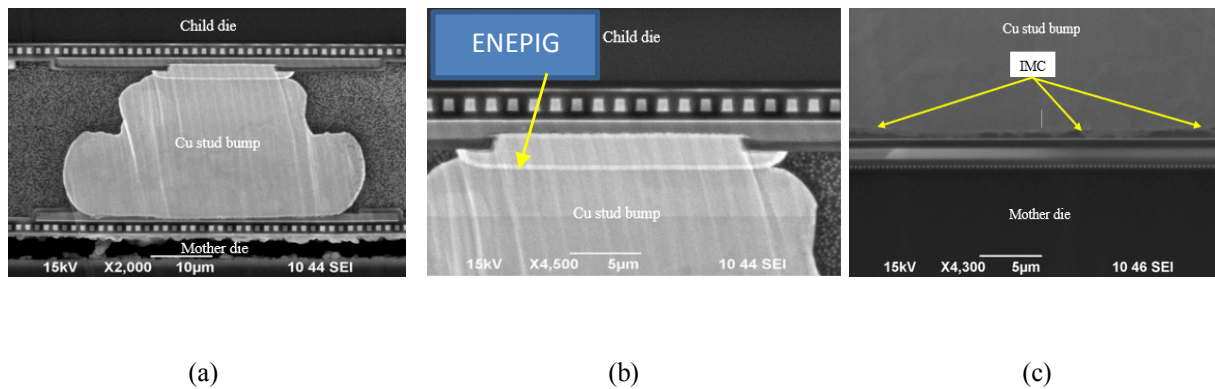 Child die
Cu stud bump
Mother die
15kV X2,000 10µm 10 44 SEI
ENEPIG
Child die
Cu stud bump
15kV X4,500 5µm 10 44 SEI
Cu stud bump
IMC
Mother die
15kV X4,300 5µm 10 46 SEI
(a)
(b)
(c)